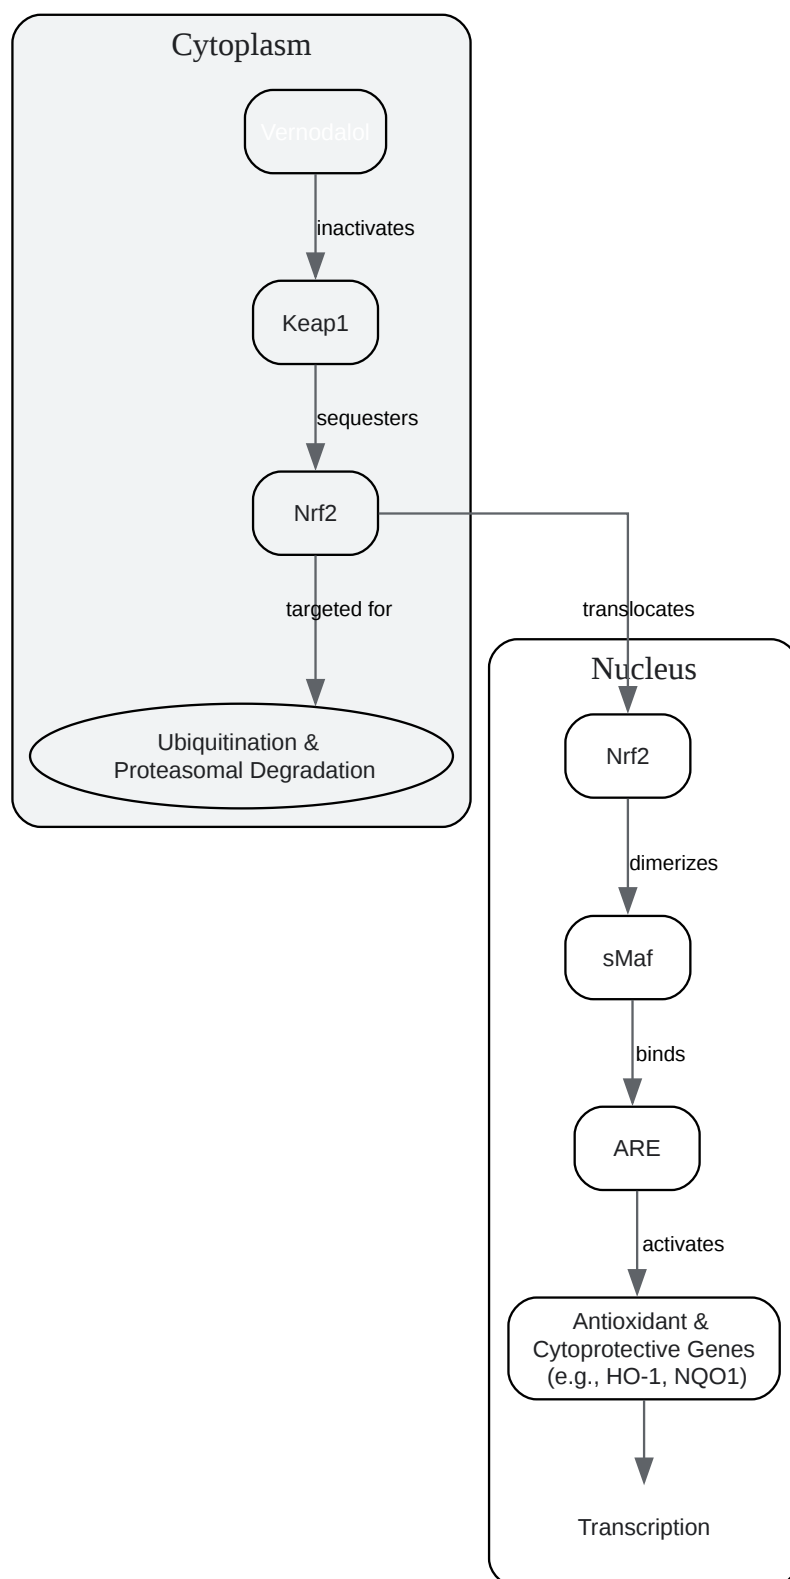 Cytoplasm
Vernodalol
inactivates
Keap1
sequesters
Nrf2
targeted for
translocates
Ubiquitination &
Proteasomal Degradation
Nucleus
Nrf2
dimerizes
sMaf
binds
ARE
activates
Antioxidant &
Cytoprotective Genes
(e.g., HO-1, NQO1)
Transcription